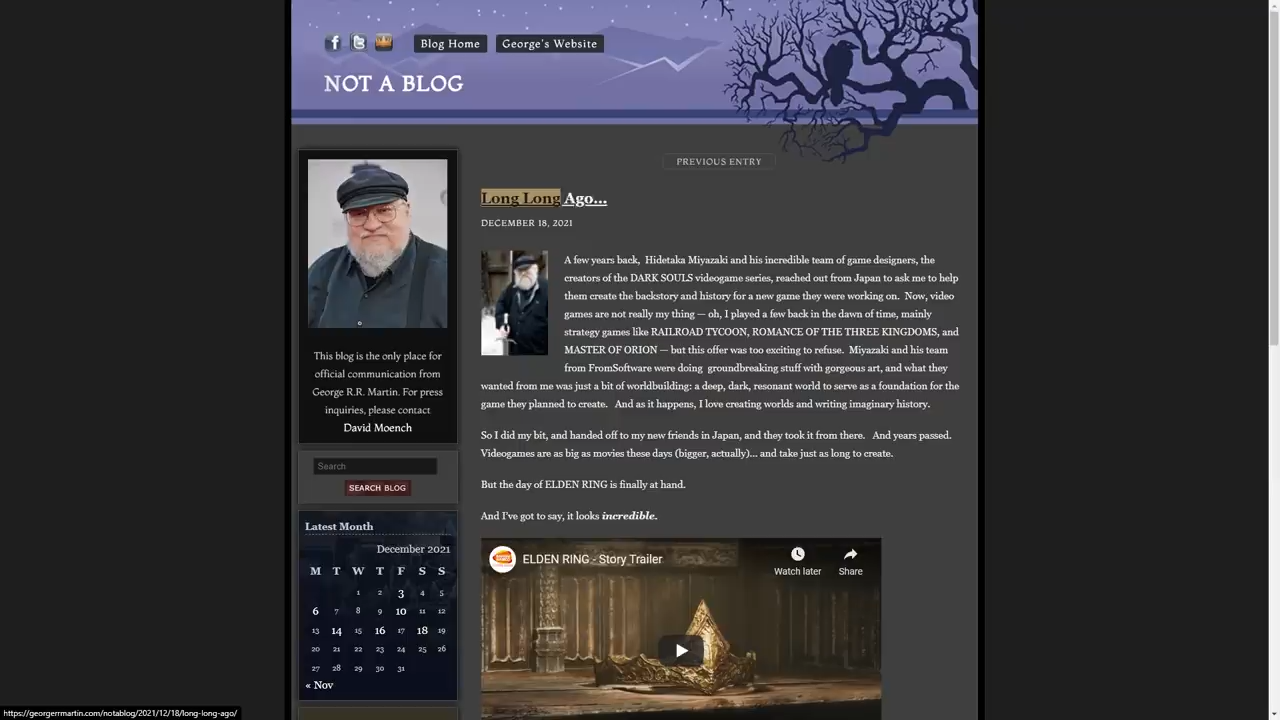 Blog Home
George's Website
NOT A BLOG
This blog is the only place for
official communication from
George R.R. Martin. For press
inquiries, please contact
David Moench
Search
SEARCH BLOG
Latest Month
December 2021
M T W T F S S
1 2 3 4 5
6 7 8 9 10 11 12
13 14 15 16 17 18 19
20 21 22 23 24 25 26
27 28 29 30 31
« Nov
PREVIOUS ENTRY
Long Long Ago...
DECEMBER 18, 2021
A few years back, Hidetaka Miyazaki and his incredible team of game designers, the
creators of the DARK SOULS videogame series, reached out from Japan to ask me to help
them create the backstory and history for a new game they were working on. Now, video
games are not really my thing — oh, I played a few back in the dawn of time, mainly
strategy games like RAILROAD TYCOON, ROMANCE OF THE THREE KINGDOMS, and
MASTER OF ORION — but this offer was too exciting to refuse. Miyazaki and his team
from FromSoftware were doing groundbreaking stuff with gorgeous art, and what they
wanted from me was just a bit of worldbuilding: a deep, dark, resonant world to serve as a foundation for the
game they planned to create. And as it happens, I love creating worlds and writing imaginary history.
So I did my bit, and handed off to my new friends in Japan, and they took it from there. And years passed.
Videogames are as big as movies these days (bigger, actually)... and take just as long to create.
But the day of ELDEN RING is finally at hand.
And I've got to say, it looks incredible.
ELDEN RING - Story Trailer
Watch later
Share
https://georgerrmartin.com/notablog/2021/12/18/long-long-ago/